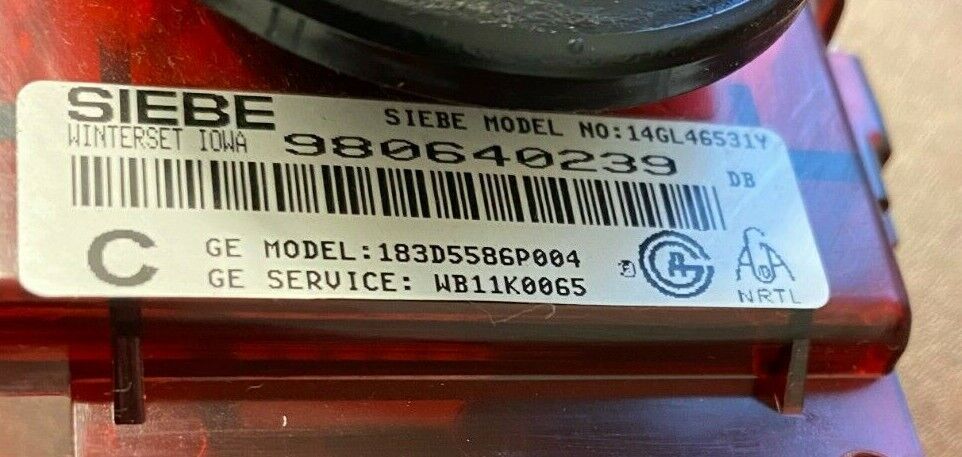 SIEBE
SIEBE MODEL NO:14GL46531Y
WINTERSET IOWA
980640239
DB
C
GE MODEL:183D5586P004
GE SERVICE: WB11K0065
NRTL